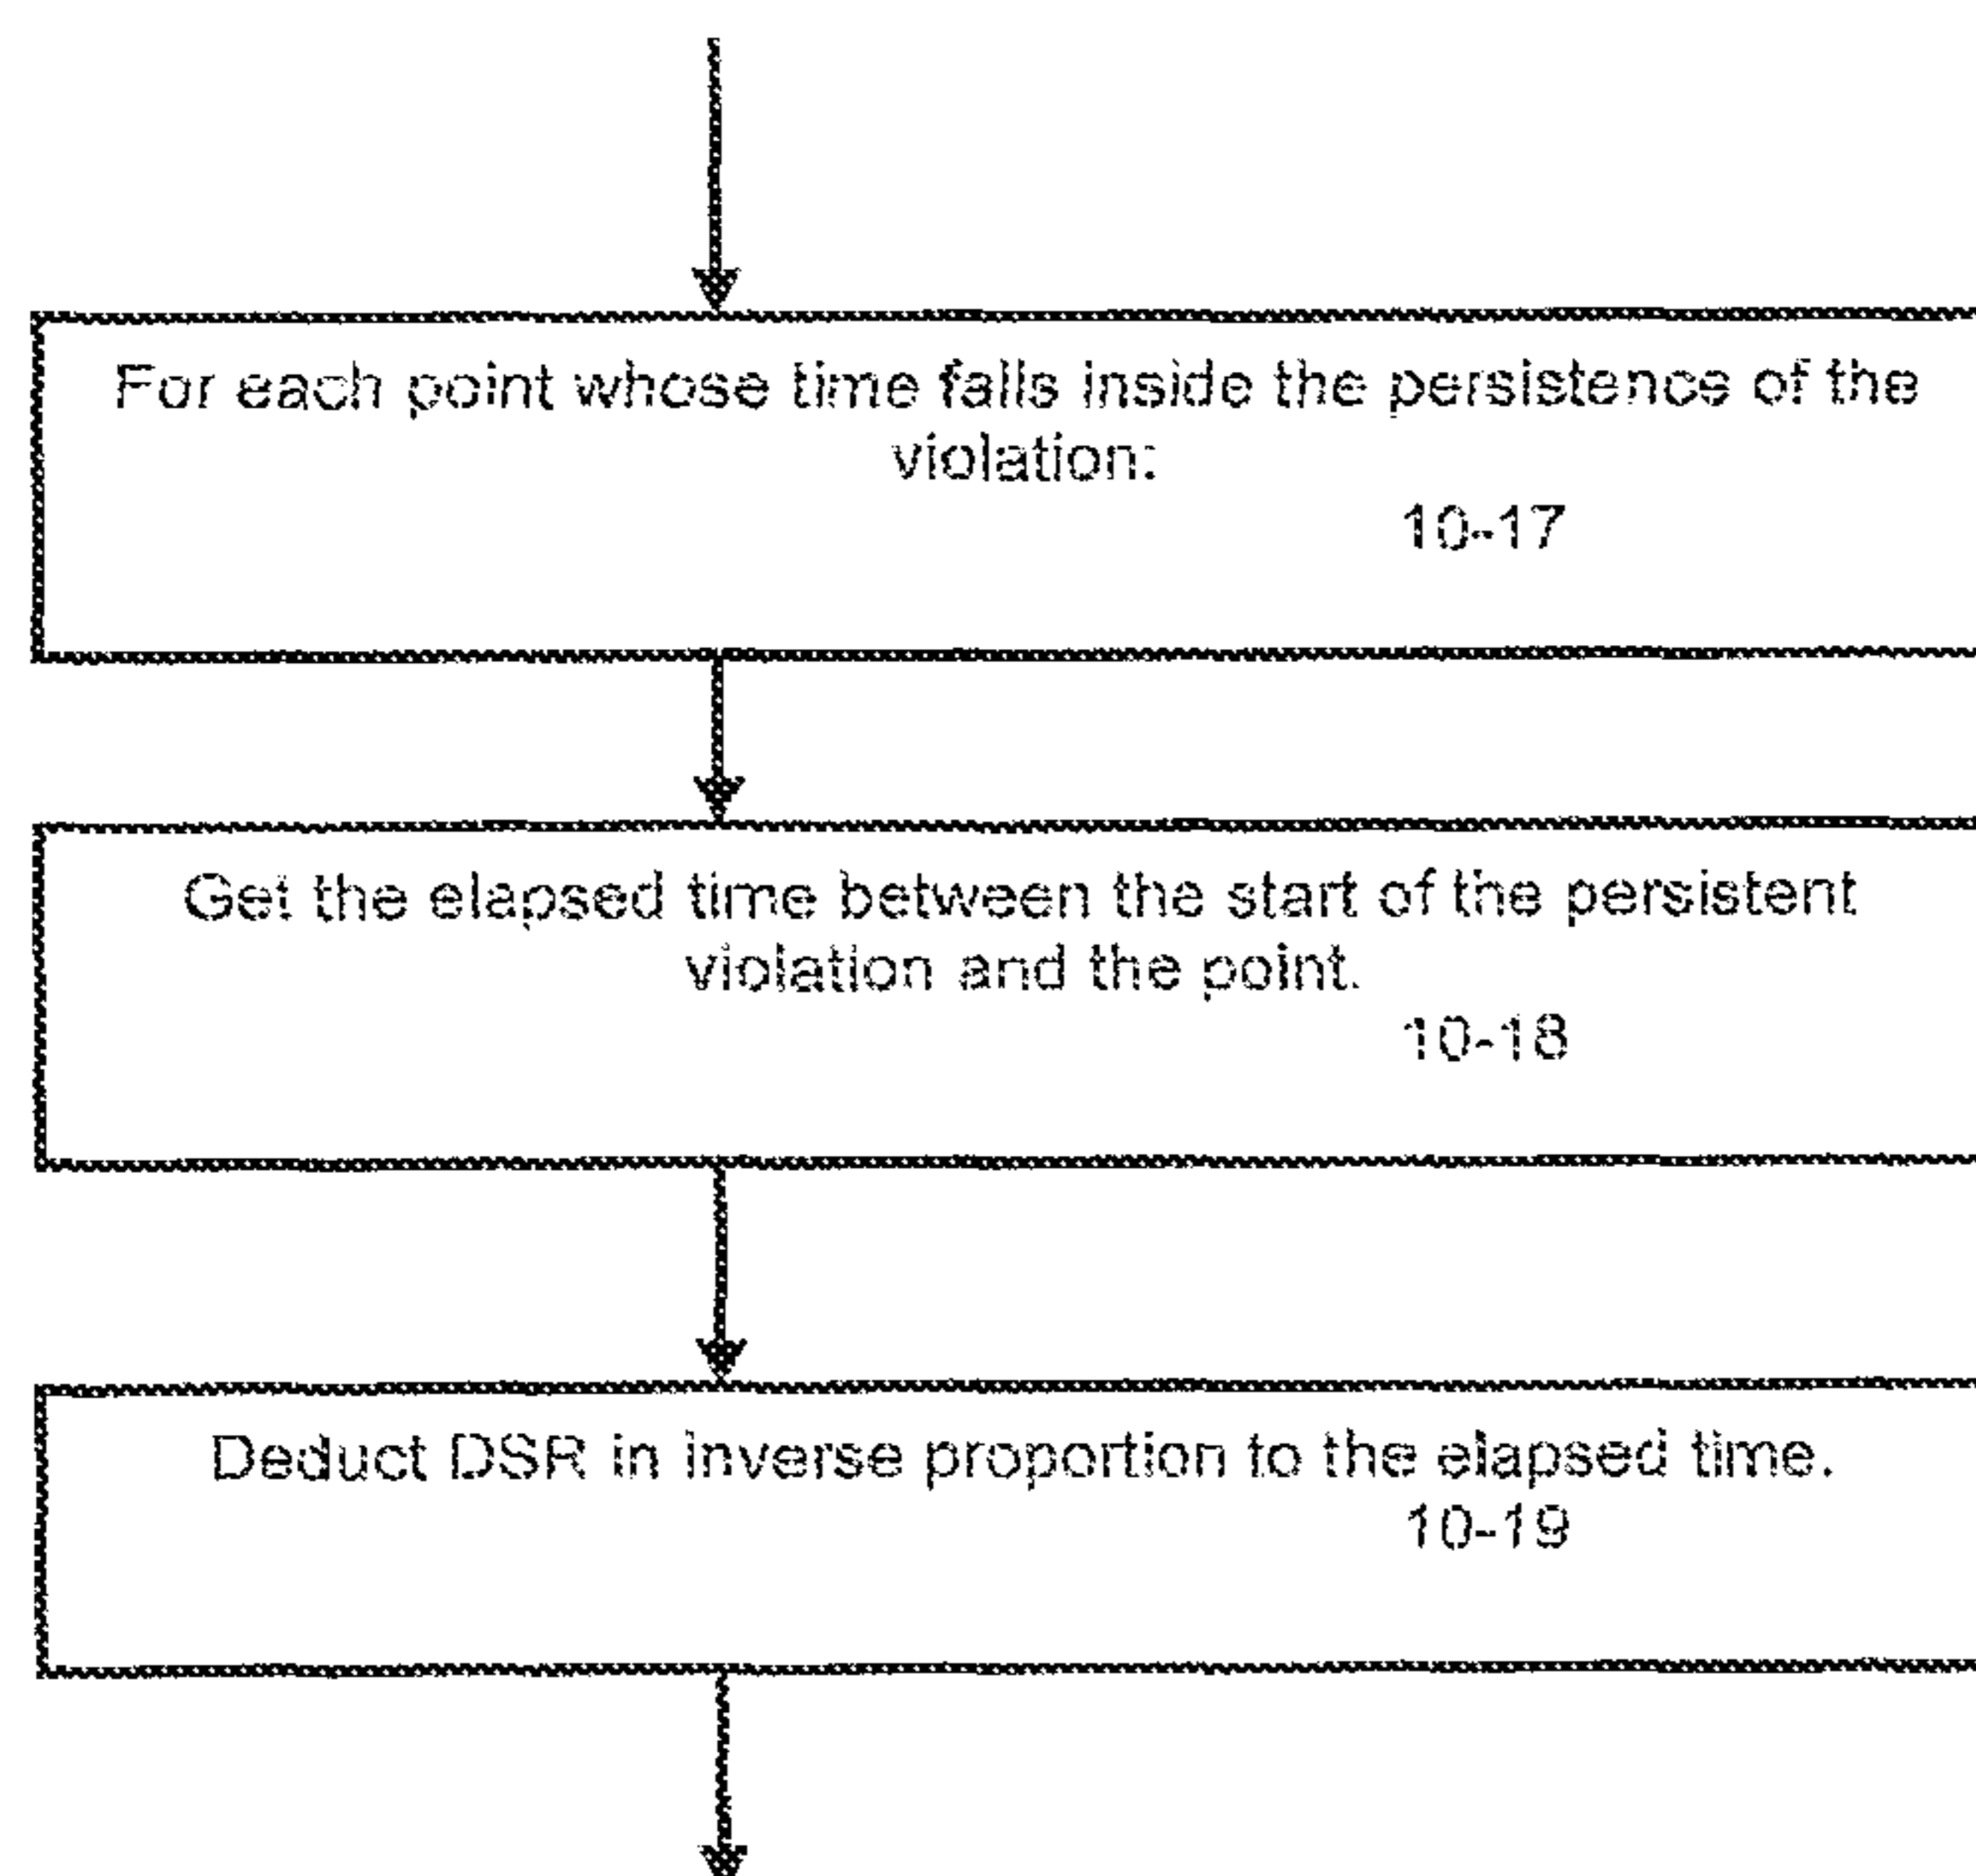 For each point whose time falls inside the persistence of the
violation:
10-17
Get the elapsed time between the start of the persistent
violation and the point.
10-18
Deduct DSR in inverse proportion to the elapsed time.
10-19